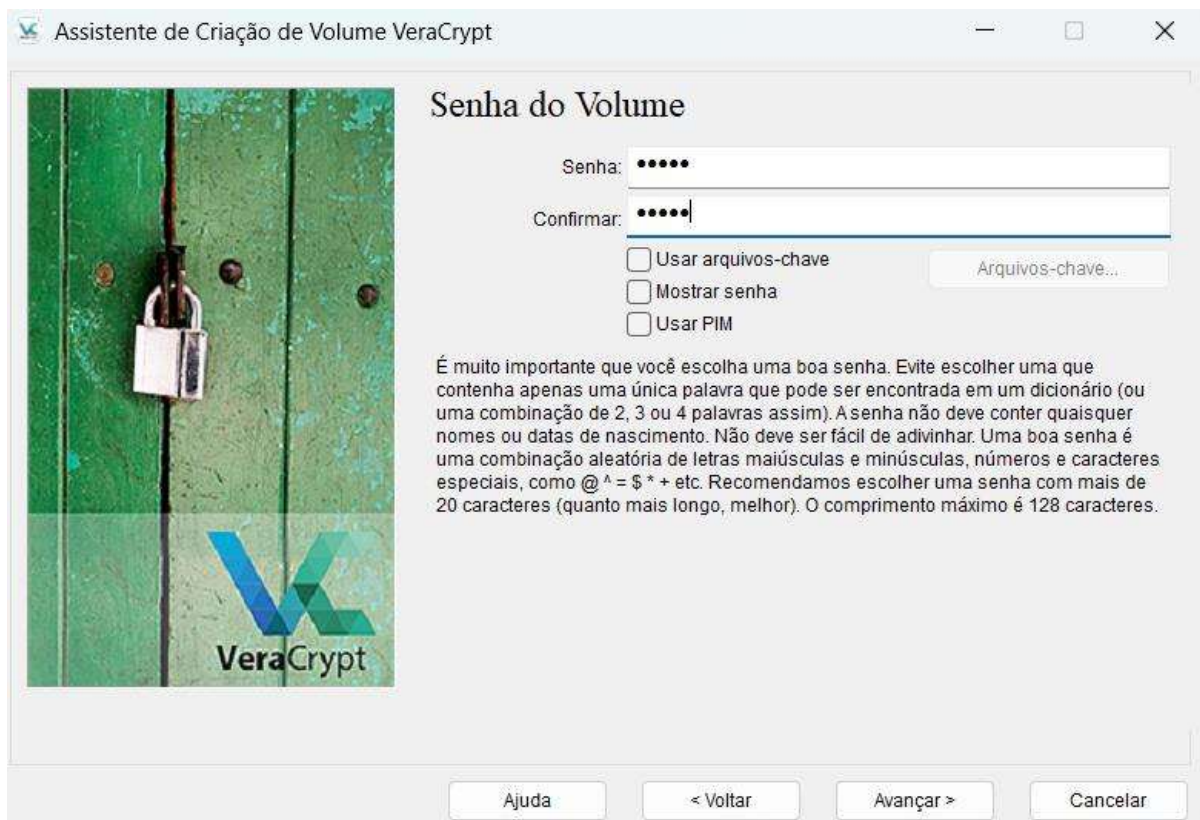 Assistente de Criação de Volume VeraCrypt
Senha do Volume
Senha: •••••
Confirmar: •••••
Usar arquivos-chave
Arquivos-chave...
Mostrar senha
Usar PIM
É muito importante que você escolha uma boa senha. Evite escolher uma que
contenha apenas uma única palavra que pode ser encontrada em um dicionário (ou
uma combinação de 2, 3 ou 4 palavras assim). A senha não deve conter quaisquer
nomes ou datas de nascimento. Não deve ser fácil de adivinhar. Uma boa senha é
uma combinação aleatória de letras maiúsculas e minúsculas, números e caracteres
especiais, como @ ^ = $ * + etc. Recomendamos escolher uma senha com mais de
20 caracteres (quanto mais longo, melhor). O comprimento máximo é 128 caracteres.
VeraCrypt
Ajuda
< Voltar
Avançar >
Cancelar